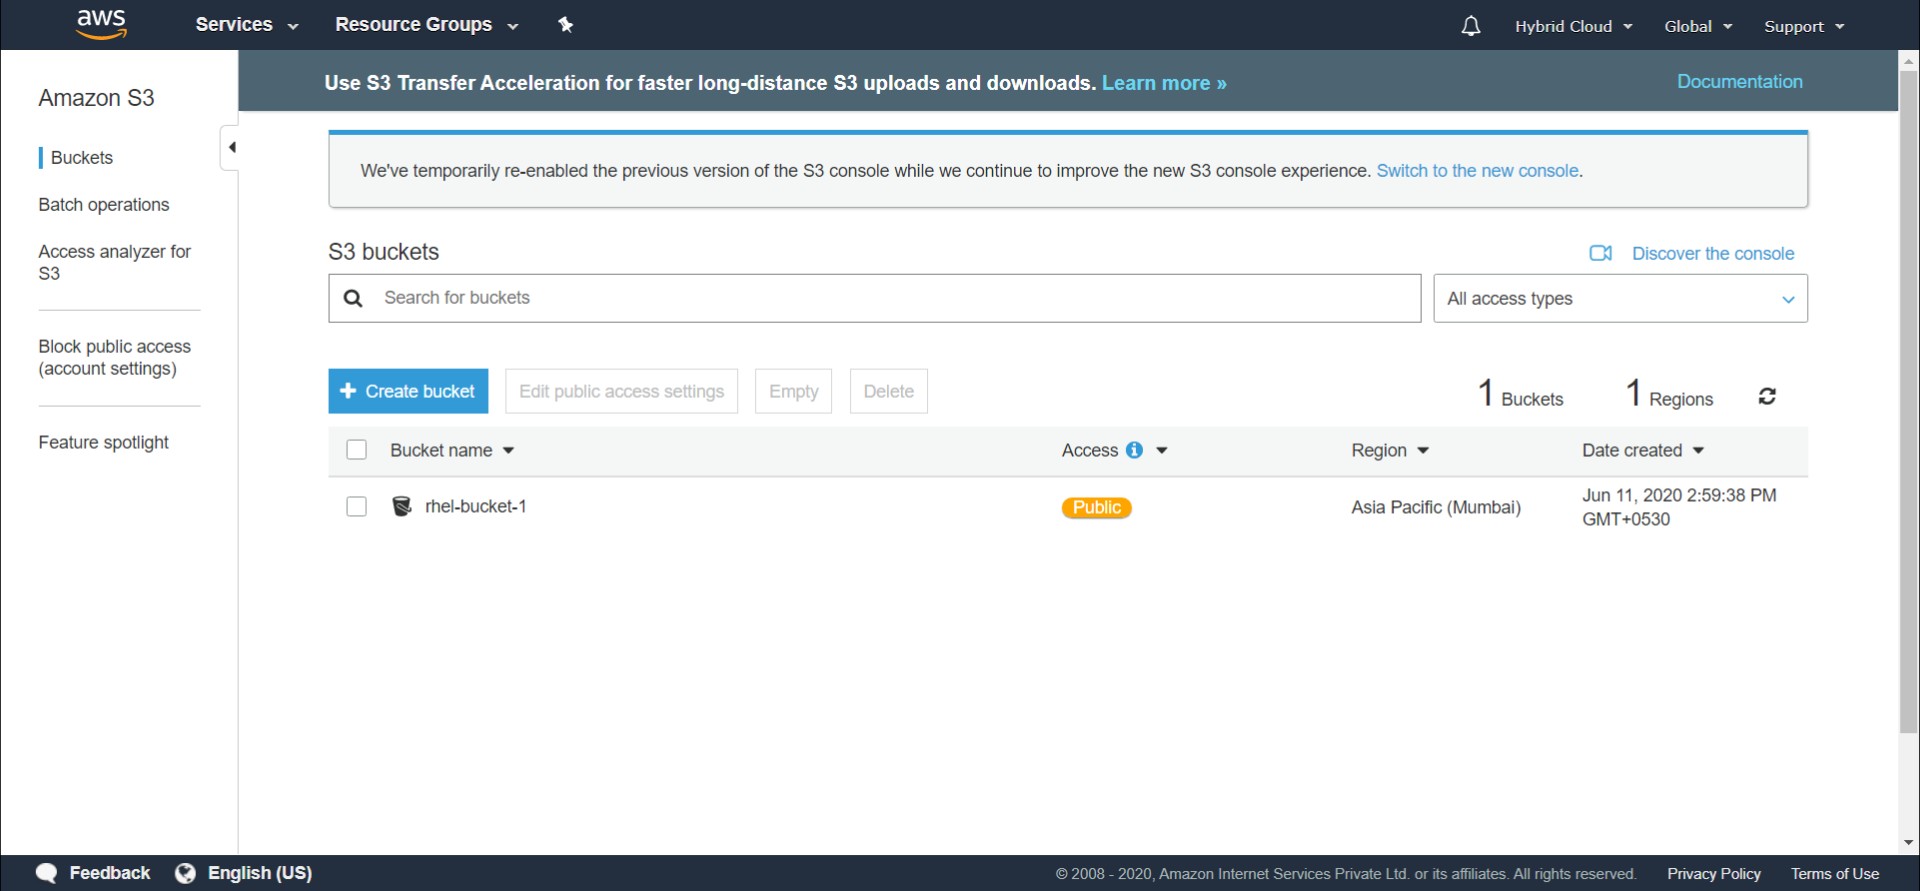 aws
Services
Resource Groups
Hybrid Cloud
Global
Support
Amazon S3
Buckets
Batch operations
Access analyzer for
S3
Block public access
(account settings)
Feature spotlight
Use S3 Transfer Acceleration for faster long-distance S3 uploads and downloads. Learn more »
Documentation
We've temporarily re-enabled the previous version of the S3 console while we continue to improve the new S3 console experience. Switch to the new console.
S3 buckets
Discover the console
Search for buckets
All access types
Create bucket
Edit public access settings
Empty
Delete
1 Buckets
1 Regions
Bucket name
Access
Region
Date created
rhel-bucket-1
Public
Asia Pacific (Mumbai)
Jun 11, 2020 2:59:38 PM
GMT+0530
Feedback
English (US)
© 2008 - 2020, Amazon Internet Services Private Ltd. or its affiliates. All rights reserved.
Privacy Policy
Terms of Use